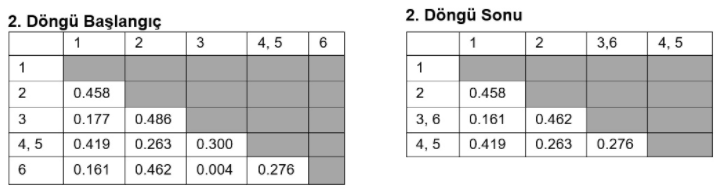 2. Döngü Başlangıç
1 2 3 4, 5 6
1
2 0.458
3 0.177 0.486
4, 5 0.419 0.263 0.300
6 0.161 0.462 0.004 0.276
2. Döngü Sonu
1 2 3,6 4, 5
1
2 0.458
3, 6 0.161 0.462
4, 5 0.419 0.263 0.276